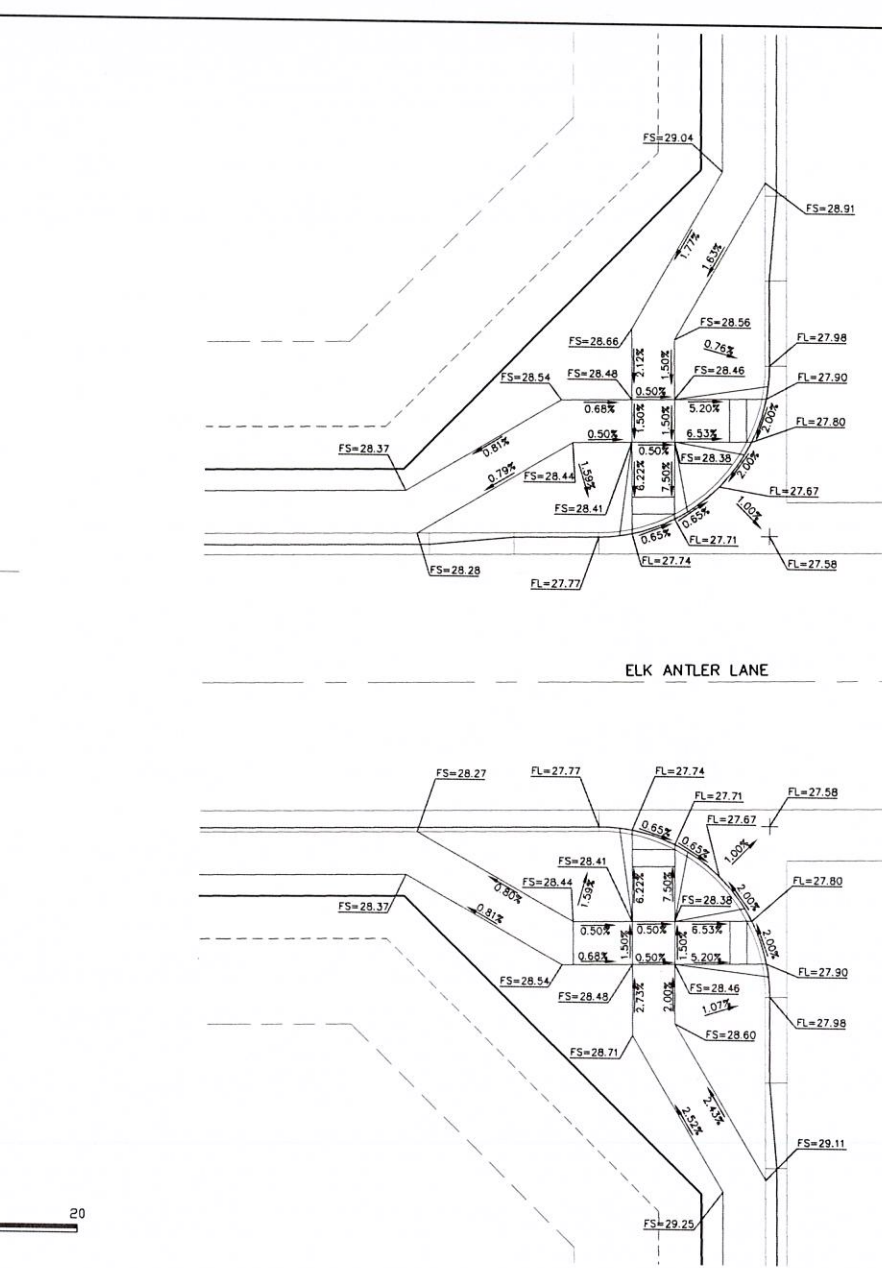 FS=29.04
FS=28.91
1.77%
1.63%
FS=28.56
FS=28.66
0.76%
FL=27.98
2.12%
1.50%
FS=28.48
FS=28.46
FS=28.54
FL=27.90
0.50%
0.68%
5.20%
2.00%
FL=27.80
1.50%
1.50%
0.50%
6.53%
0.50%
0.81%
FS=28.37
FS=28.38
2.00%
0.79%
FS=28.44
1.59%
6.22%
7.50%
FL=27.67
FS=28.41
1.00%
0.65%
0.65%
FL=27.71
FS=28.28
FL=27.74
FL=27.58
FL=27.77
ELK ANTLER LANE
FS=28.27
FL=27.77
FL=27.74
FL=27.71
FL=27.58
FL=27.67
0.65%
0.65%
1.00%
FS=28.41
FS=28.44
1.59%
6.22%
7.50%
0.80%
2.00%
FL=27.80
FS=28.37
0.81%
FS=28.38
0.50%
0.50%
6.53%
1.50%
1.50%
2.00%
0.68%
0.50%
5.20%
FL=27.90
FS=28.54
FS=28.46
FS=28.48
2.73%
2.00%
1.07%
FL=27.98
FS=28.60
FS=28.71
2.52%
2.43%
FS=29.11
20
FS=29.25